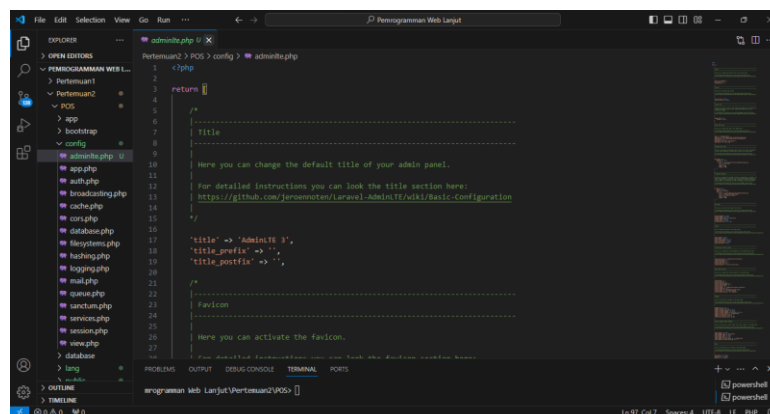 File Edit Selection View Go Run ···
Pemrogramman Web Lanjut
EXPLORER
adminlte.php U
OPEN EDITORS
PEMROGRAMMAN WEB L...
Pertemuan1
Pertemuan2
POS
app
bootstrap
config
adminlte.php U
app.php
auth.php
broadcasting.php
cache.php
cors.php
database.php
filesystems.php
hashing.php
logging.php
mail.php
queue.php
sanctum.php
services.php
session.php
view.php
database
lang
OUTLINE
TIMELINE
Pertemuan2 > POS > config > adminlte.php
1 <?php
2
3 return [
4
5 /*
6 |--------------------------------------------------------------------------
7 | Title
8 |--------------------------------------------------------------------------
9 |
10 | Here you can change the default title of your admin panel.
11 |
12 | For detailed instructions you can look the title section here:
13 | https://github.com/jeroennoten/Laravel-AdminLTE/wiki/Basic-Configuration
14 |
15 */
16
17 'title' => 'AdminLTE 3',
18 'title_prefix' => '',
19 'title_postfix' => '',
20
21 /*
22 |--------------------------------------------------------------------------
23 | Favicon
24 |--------------------------------------------------------------------------
25 |
26 | Here you can activate the favicon.
27 |
PROBLEMS OUTPUT DEBUG CONSOLE TERMINAL PORTS
mrogramman Web Lanjut\Pertemuan2\POS>
powershell
powershell
Ln 97, Col 7 Spaces: 4 UTF-8 LF PHP